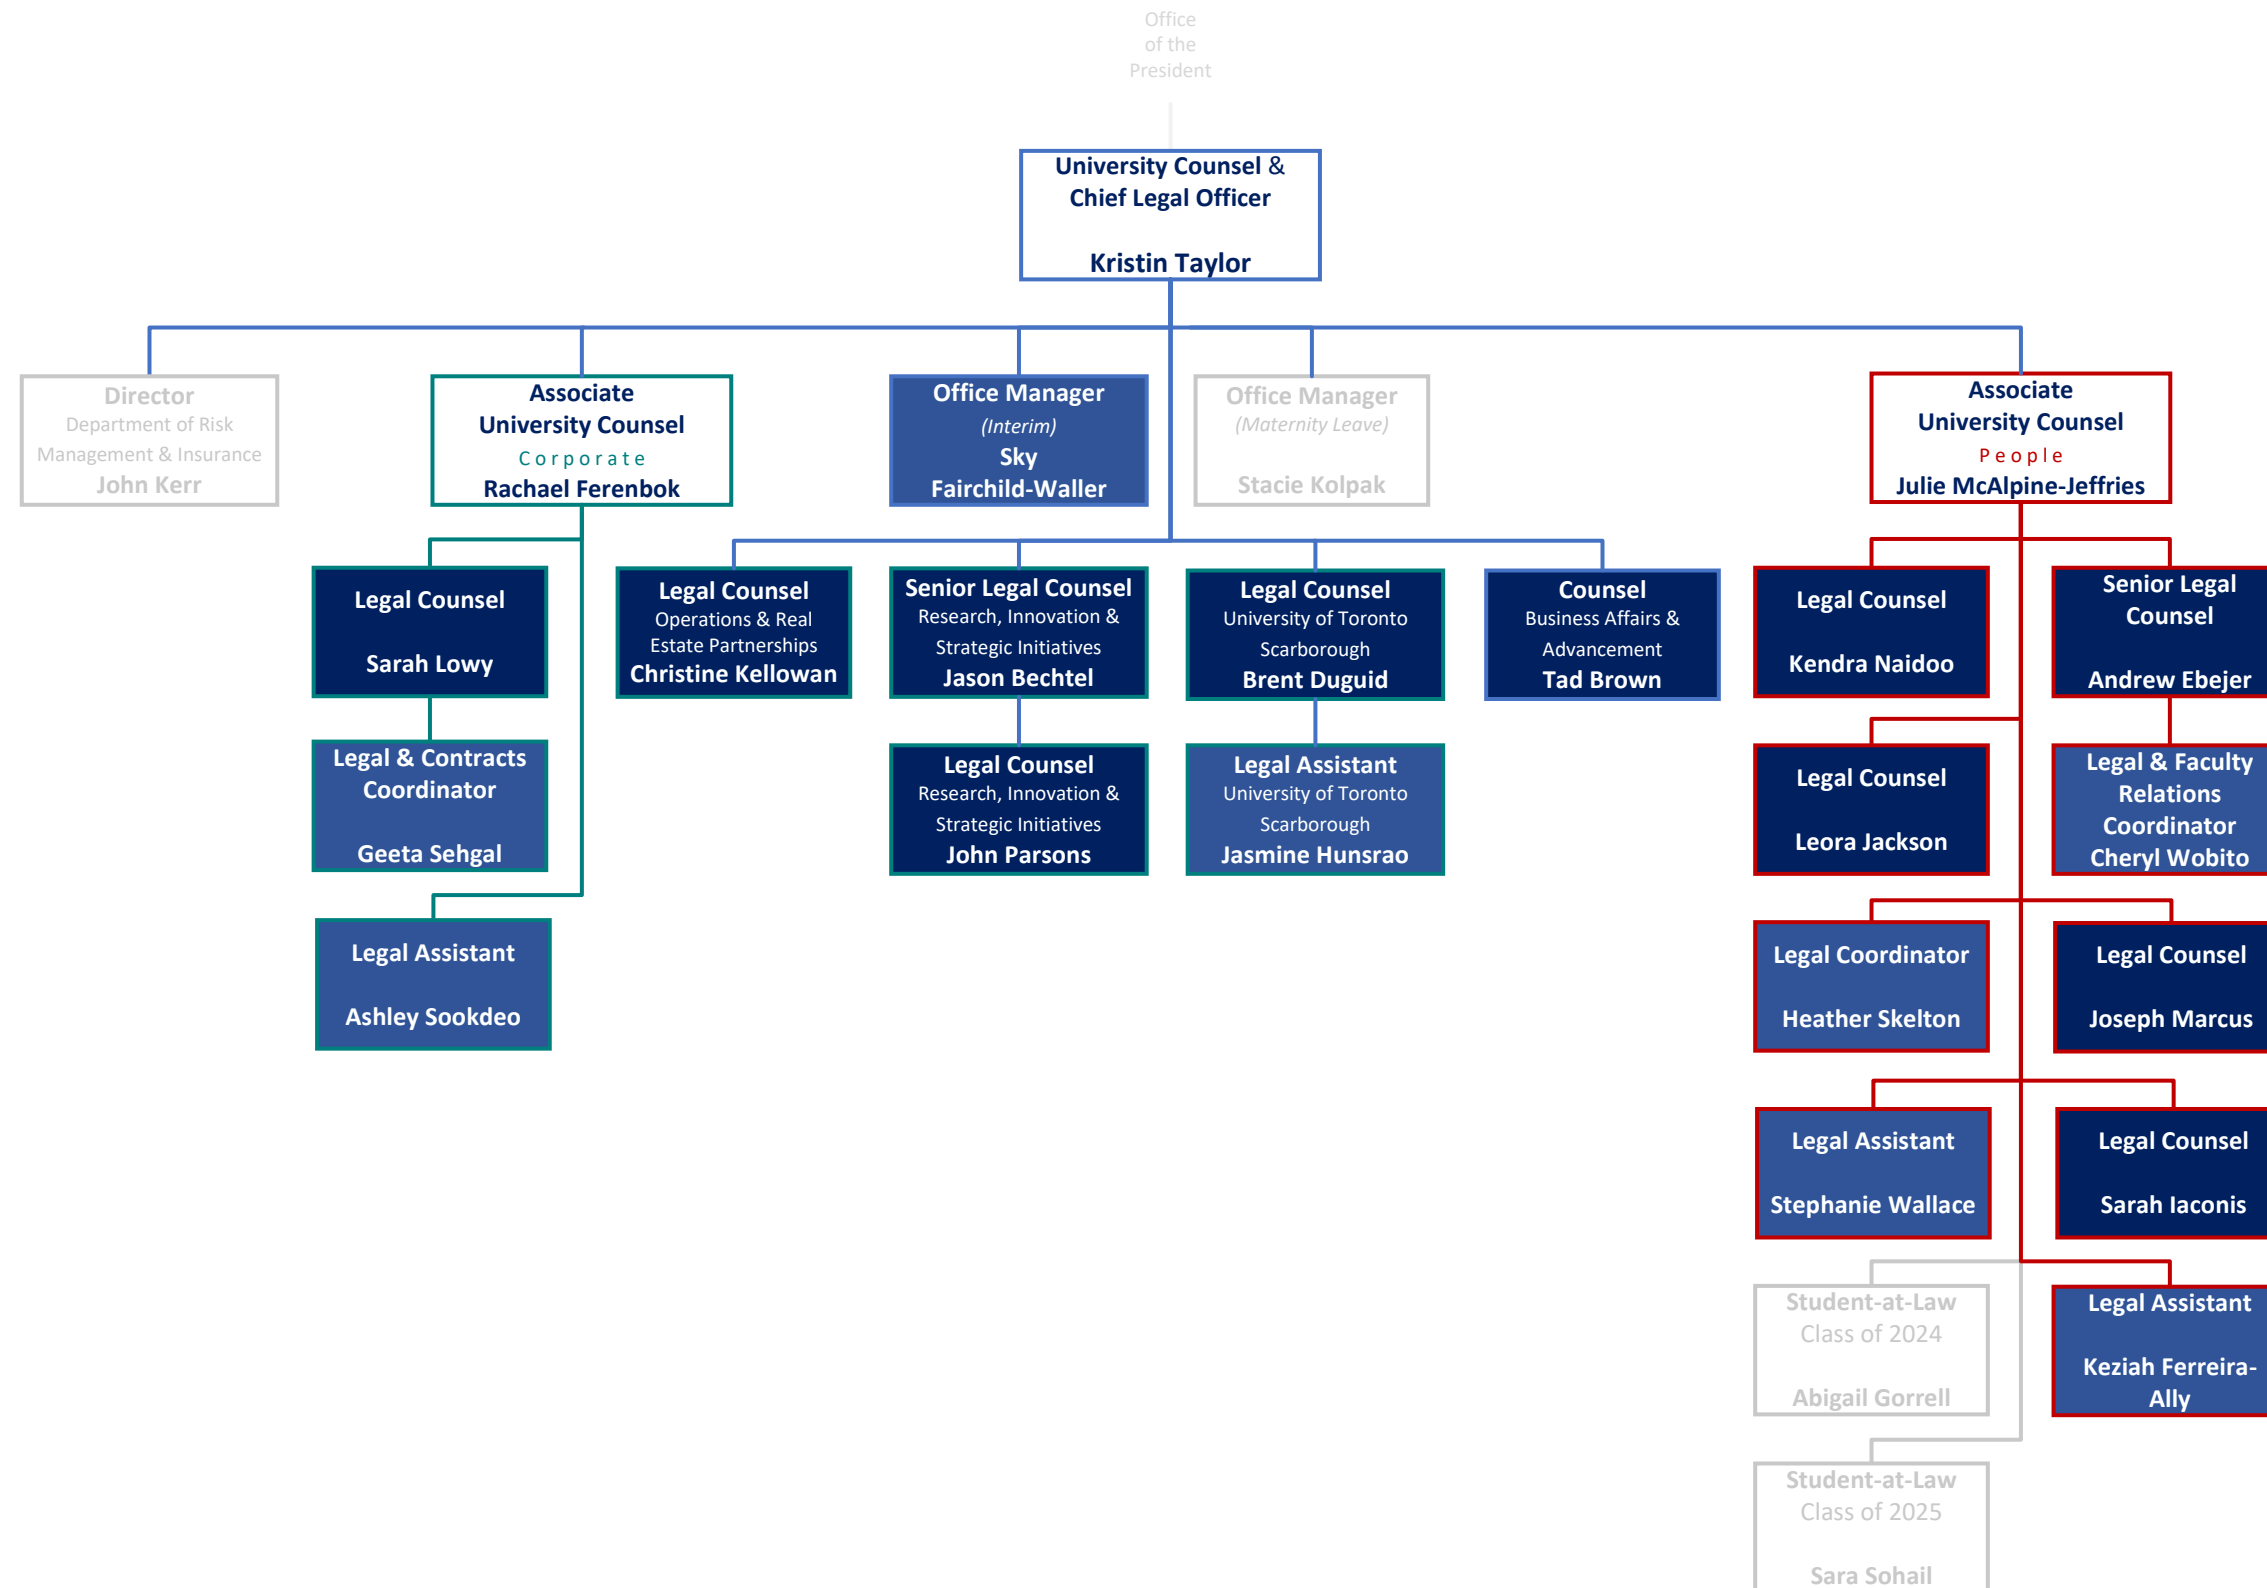 Office
of the
President
University Counsel &
Chief Legal Officer
Kristin Taylor
Director
Department of Risk
Management & Insurance
John Kerr
Associate
University Counsel
Corporate
Rachael Ferenbok
Office Manager
(Interim)
Sky
Fairchild-Waller
Office Manager
(Maternity Leave)
Stacie Kolpak
Associate
University Counsel
People
Julie McAlpine-Jeffries
Legal Counsel
Sarah Lowy
Legal Counsel
Operations & Real
Estate Partnerships
Christine Kellowan
Senior Legal Counsel
Research, Innovation &
Strategic Initiatives
Jason Bechtel
Legal Counsel
University of Toronto
Scarborough
Brent Duguid
Counsel
Business Affairs &
Advancement
Tad Brown
Legal Counsel
Kendra Naidoo
Senior Legal
Counsel
Andrew Ebejer
Legal & Contracts
Coordinator
Geeta Sehgal
Legal Counsel
Research, Innovation &
Strategic Initiatives
John Parsons
Legal Assistant
University of Toronto
Scarborough
Jasmine Hunsrao
Legal Counsel
Leora Jackson
Legal & Faculty
Relations
Coordinator
Cheryl Wobito
Legal Assistant
Ashley Sookdeo
Legal Coordinator
Heather Skelton
Legal Counsel
Joseph Marcus
Legal Assistant
Stephanie Wallace
Legal Counsel
Sarah Iaconis
Student-at-Law
Class of 2024
Abigail Gorrell
Legal Assistant
Keziah Ferreira-
Ally
Student-at-Law
Class of 2025
Sara Sohail